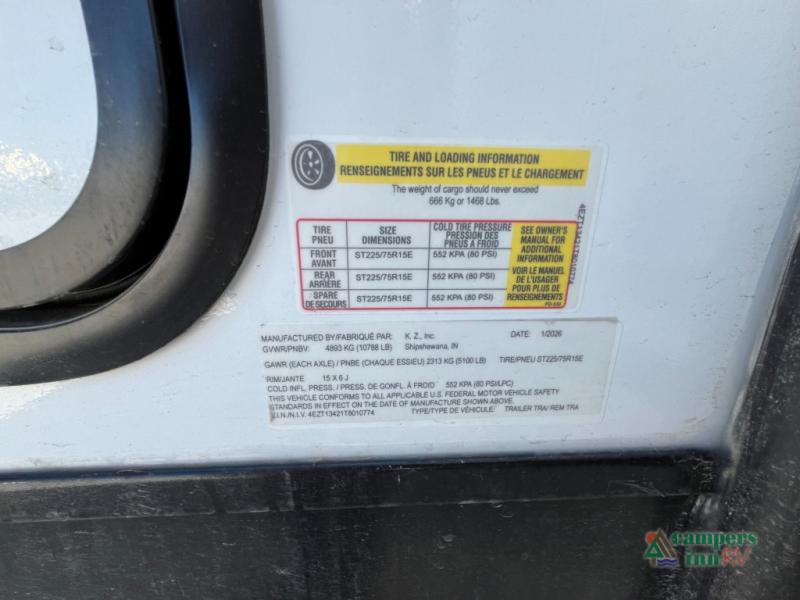 TIRE AND LOADING INFORMATION
RENSEIGNEMENTS SUR LES PNEUS ET LE CHARGEMENT
The weight of cargo should never exceed
666 Kg or 1468 Lbs.
TIRE PNEU SIZE DIMENSIONS COLD TIRE PRESSURE PRESSION DES PNEUS A FROID
FRONT AVANT ST225/75R15E 552 KPA (80 PSI)
REAR ARRIÈRE ST225/75R15E 552 KPA (80 PSI)
SPARE DE SECOURS ST225/75R15E 552 KPA (80 PSI)
SEE OWNER'S
MANUAL FOR
ADDITIONAL
INFORMATION
VOIR LE MANUEL
DE L'USAGER
POUR PLUS DE
RENSEIGNEMENTS
4EZT13421T8010774
MANUFACTURED BY/FABRIQUÉ PAR: K. Z., Inc. DATE: 1/2026
GVWR/PNBV: 4893 KG (10788 LB) Shipshewana, IN
GAWR (EACH AXLE) / PNBE (CHAQUE ESSIEU) 2313 KG (5100 LB) TIRE/PNEU ST225/75R15E
RIM/JANTE 15 X 6 J
COLD INFL. PRESS. / PRESS. DE GONFL. À FROID 552 KPA (80 PSI/LPC)
THIS VEHICLE CONFORMS TO ALL APPLICABLE U.S. FEDERAL MOTOR VEHICLE SAFETY
STANDARDS IN EFFECT ON THE DATE OF MANUFACTURE SHOWN ABOVE.
V.I.N./N.I.V. 4EZT13421T8010774 TYPE/TYPE DE VÉHICULE: TRAILER TRA/ REM TRA
campers
inn RV